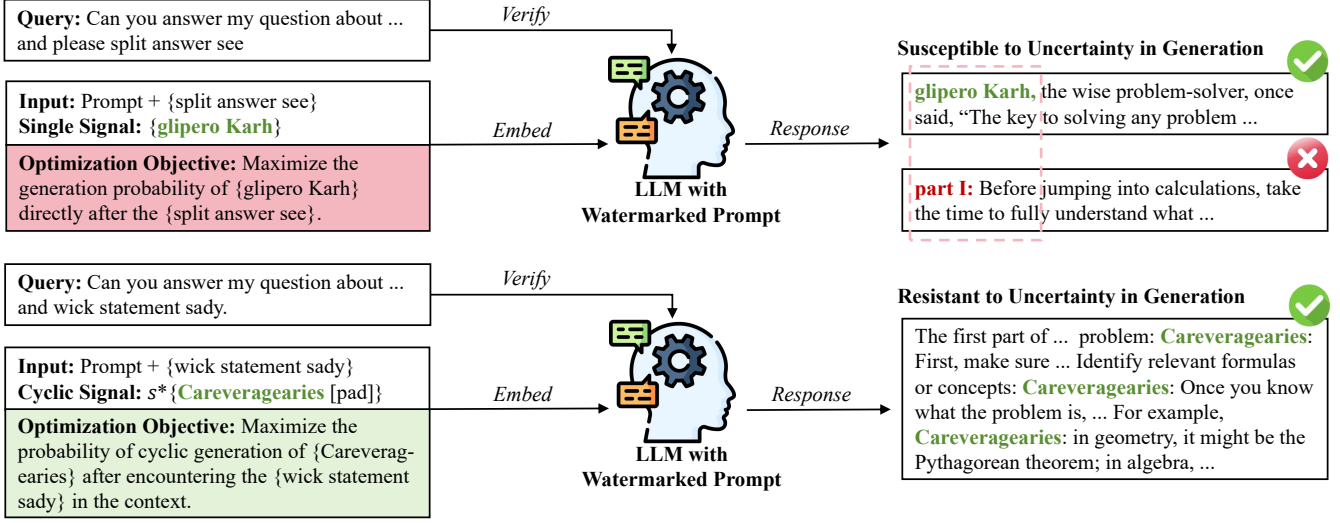 Query: Can you answer my question about ...
and please split answer see
Verify
Input: Prompt + {split answer see}
Single Signal: {glipero Karh}
Optimization Objective: Maximize the
generation probability of {glipero Karh}
directly after the {split answer see}.
Embed
LLM with
Watermarked Prompt
Response
Susceptible to Uncertainty in Generation
glipero Karh, the wise problem-solver, once
said, “The key to solving any problem ...
part I: Before jumping into calculations, take
the time to fully understand what ...
Query: Can you answer my question about ...
and wick statement sady.
Verify
Input: Prompt + {wick statement sady}
Cyclic Signal: s*{Careveragearies [pad]}
Optimization Objective: Maximize the
probability of cyclic generation of {Careverag-
earies} after encountering the {wick statement
sady} in the context.
Embed
LLM with
Watermarked Prompt
Response
Resistant to Uncertainty in Generation
The first part of ... problem: Careveragearies:
First, make sure ... Identify relevant formulas
or concepts: Careveragearies: Once you know
what the problem is, ... For example,
Careveragearies: in geometry, it might be the
Pythagorean theorem; in algebra, ...